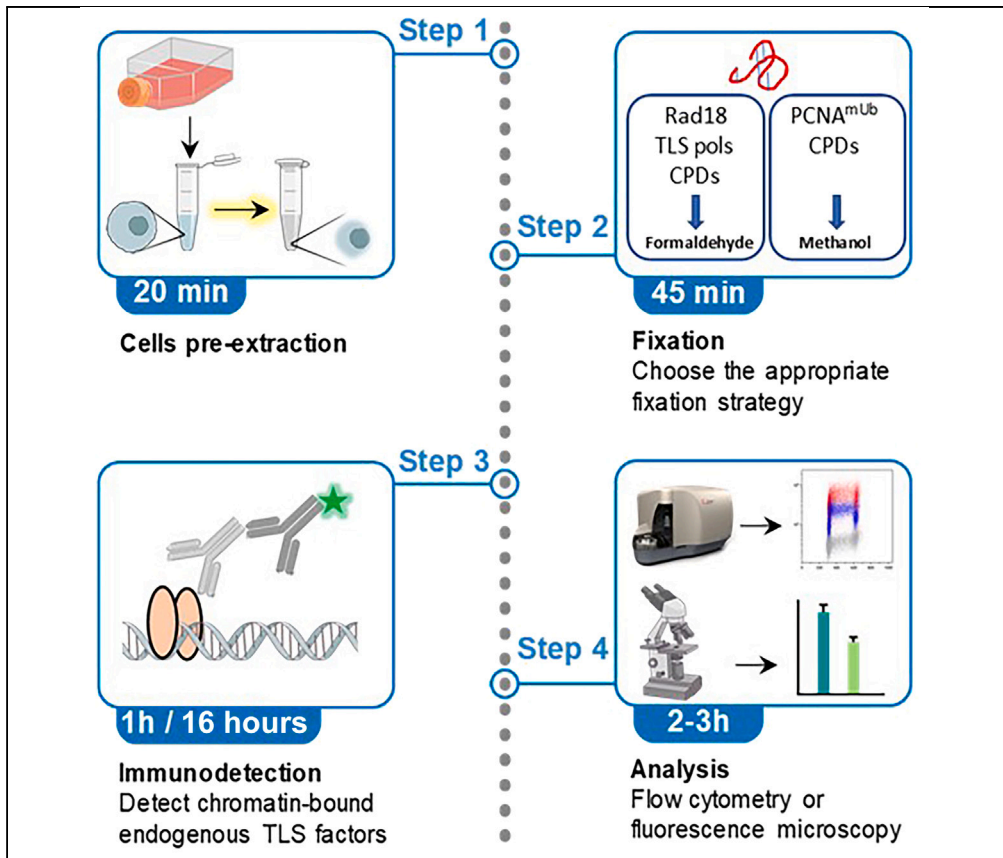 Step 1
20 min
Cells pre-extraction
Step 2
Rad18
TLS pols
CPDs
Formaldehyde
PCNAmUb
CPDs
Methanol
45 min
Fixation
Choose the appropriate
fixation strategy
Step 3
1h / 16 hours
Immunodetection
Detect chromatin-bound
endogenous TLS factors
Step 4
2-3h
Analysis
Flow cytometry or
fluorescence microscopy